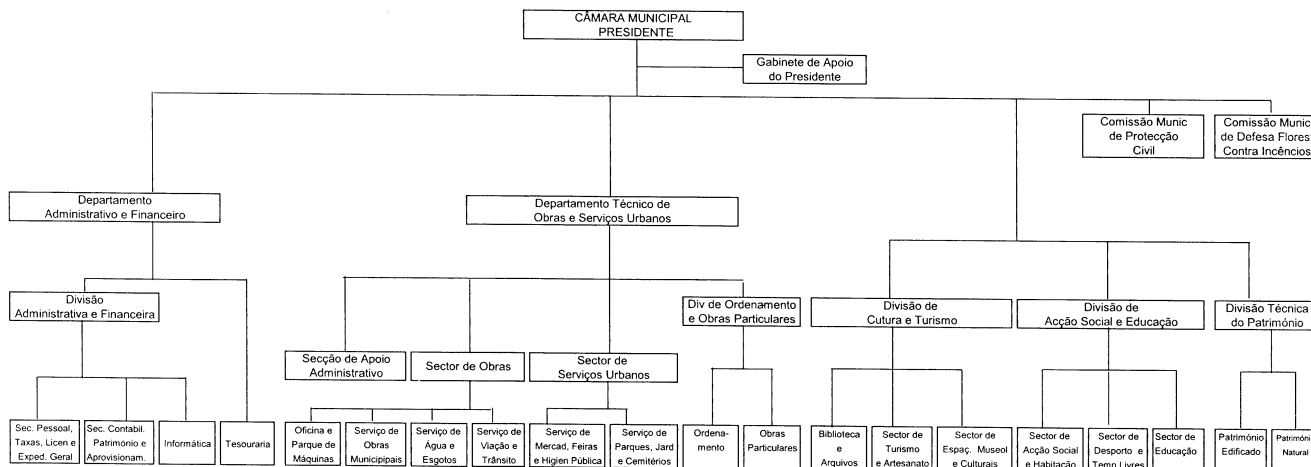 CÂMARA MUNICIPAL
PRESIDENTE
Gabinete de Apoio
do Presidente
Comissão Munic
de Protecção
Civil
Comissão Munic
de Defesa Florest
Contra Incêncios
Departamento
Administrativo e Financeiro
Departamento Técnico de
Obras e Serviços Urbanos
Divisão
Administrativa e Financeira
Div de Ordenamento
e Obras Particulares
Divisão de
Cutura e Turismo
Divisão de
Acção Social e Educação
Divisão Técnica
do Património
Secção de Apoio
Administrativo
Sector de Obras
Sector de
Serviços Urbanos
Sec. Pessoal,
Taxas, Licen e
Exped. Geral
Sec. Contabil.
Património e
Aprovisionam.
Informática
Tesouraria
Oficina e
Parque de
Máquinas
Serviço de
Obras
Municipipais
Serviço de
Água e
Esgotos
Serviço de
Viação e
Trânsito
Serviço de
Mercad, Feiras
e Higien Pública
Serviço de
Parques, Jard
e Cemitérios
Ordena-
mento
Obras
Particulares
Biblioteca
e
Arquivos
Sector de
Turismo
e Artesanato
Sector de
Espaç. Museol
e Culturais
Sector de
Acção Social
e Habitação
Sector de
Desporto e
Temp Livres
Sector de
Educação
Património
Edificado
Patrimóni
Natural